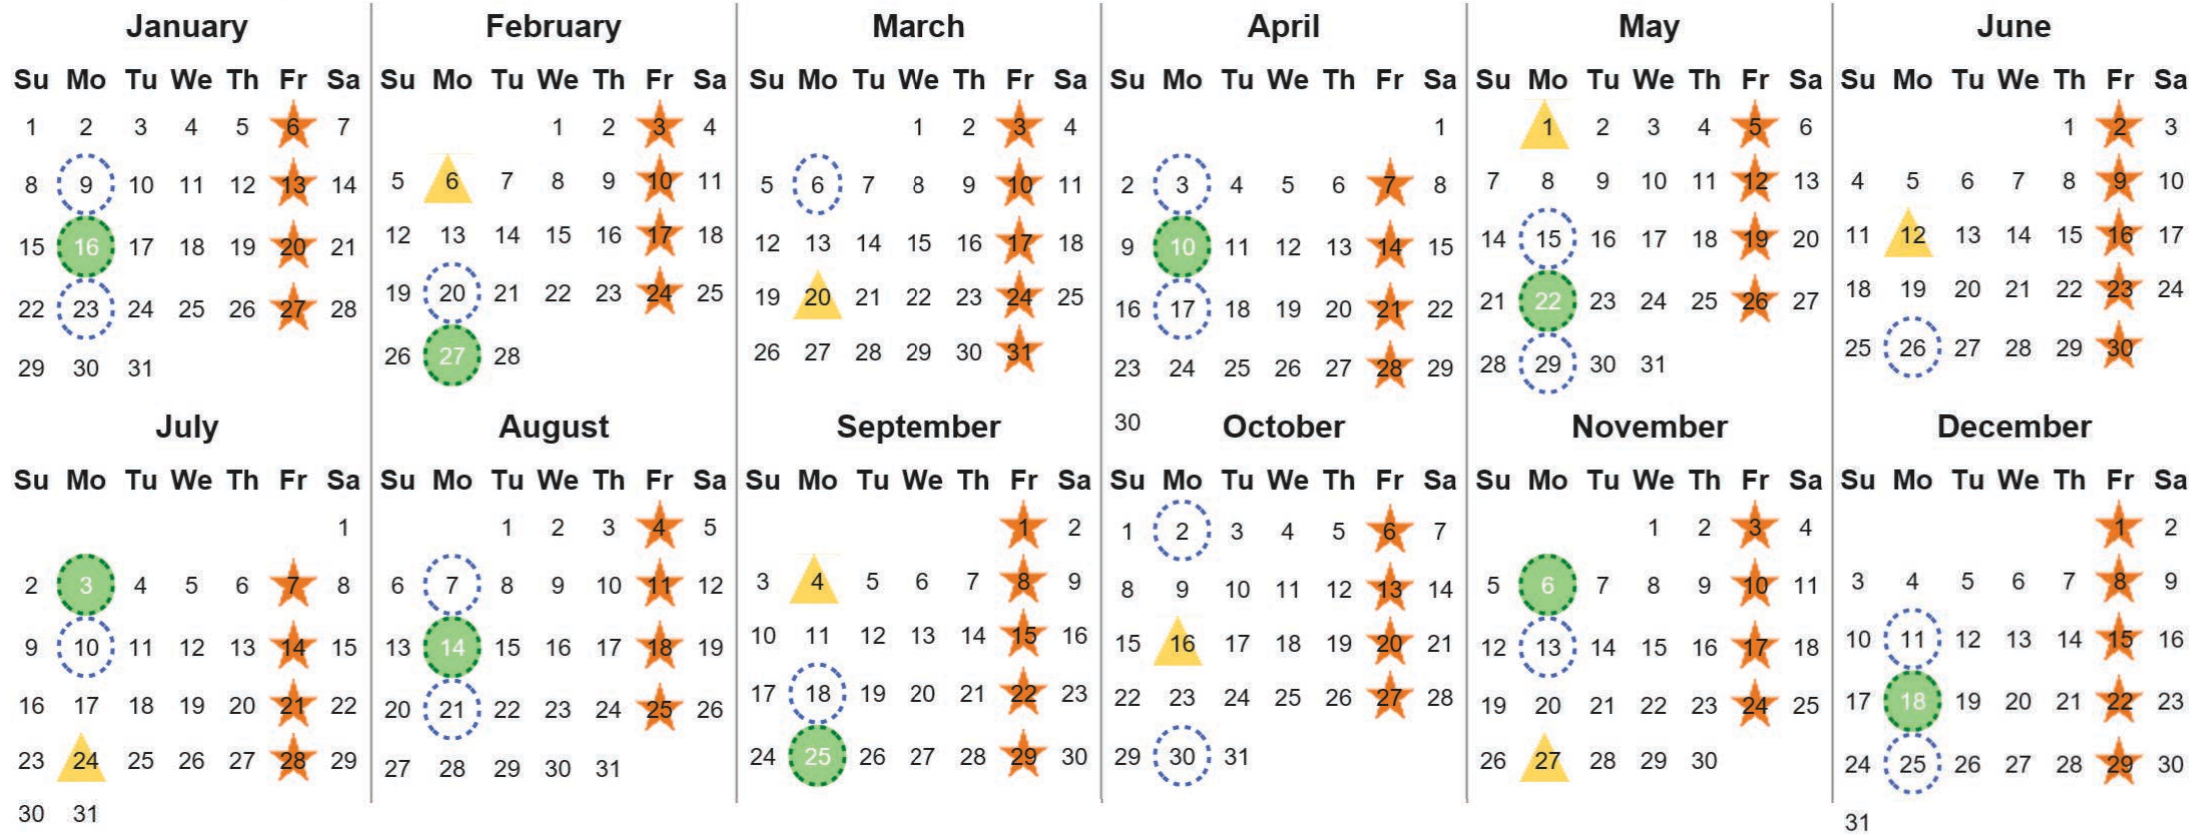 January
Su Mo Tu We Th Fr Sa
1 2 3 4 5 6 7
8 9 10 11 12 13 14
15 16 17 18 19 20 21
22 23 24 25 26 27 28
29 30 31
February
Su Mo Tu We Th Fr Sa
1 2 3 4
5 6 7 8 9 10 11
12 13 14 15 16 17 18
19 20 21 22 23 24 25
26 27 28
March
Su Mo Tu We Th Fr Sa
1 2 3 4
5 6 7 8 9 10 11
12 13 14 15 16 17 18
19 20 21 22 23 24 25
26 27 28 29 30 31
April
Su Mo Tu We Th Fr Sa
1
2 3 4 5 6 7 8
9 10 11 12 13 14 15
16 17 18 19 20 21 22
23 24 25 26 27 28 29
30
May
Su Mo Tu We Th Fr Sa
1 2 3 4 5 6
7 8 9 10 11 12 13
14 15 16 17 18 19 20
21 22 23 24 25 26 27
28 29 30 31
June
Su Mo Tu We Th Fr Sa
1 2 3
4 5 6 7 8 9 10
11 12 13 14 15 16 17
18 19 20 21 22 23 24
25 26 27 28 29 30
July
Su Mo Tu We Th Fr Sa
1
2 3 4 5 6 7 8
9 10 11 12 13 14 15
16 17 18 19 20 21 22
23 24 25 26 27 28 29
30 31
August
Su Mo Tu We Th Fr Sa
1 2 3 4 5
6 7 8 9 10 11 12
13 14 15 16 17 18 19
20 21 22 23 24 25 26
27 28 29 30 31
September
Su Mo Tu We Th Fr Sa
1 2
3 4 5 6 7 8 9
10 11 12 13 14 15 16
17 18 19 20 21 22 23
24 25 26 27 28 29 30
October
Su Mo Tu We Th Fr Sa
1 2 3 4 5 6 7
8 9 10 11 12 13 14
15 16 17 18 19 20 21
22 23 24 25 26 27 28
29 30 31
November
Su Mo Tu We Th Fr Sa
1 2 3 4
5 6 7 8 9 10 11
12 13 14 15 16 17 18
19 20 21 22 23 24 25
26 27 28 29 30
December
Su Mo Tu We Th Fr Sa
1 2
3 4 5 6 7 8 9
10 11 12 13 14 15 16
17 18 19 20 21 22 23
24 25 26 27 28 29 30
31